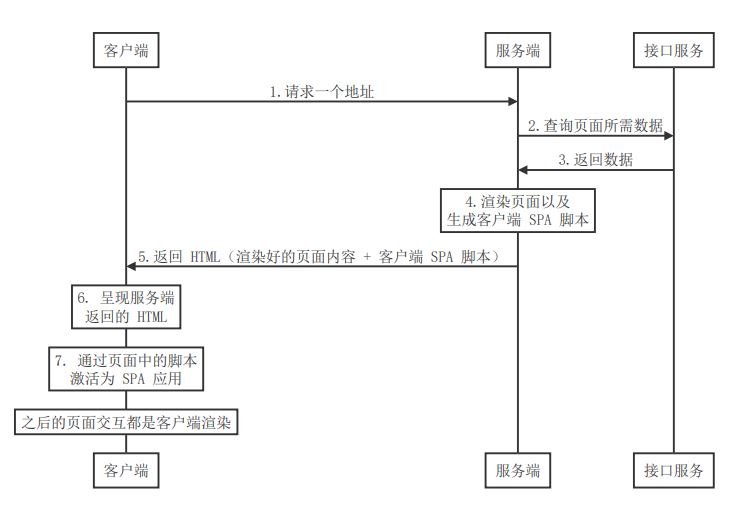 客户端
服务端
接口服务
1.请求一个地址
2.查询页面所需数据
3.返回数据
4.渲染页面以及
生成客户端 SPA 脚本
5.返回 HTML（渲染好的页面内容 + 客户端 SPA 脚本）
6. 呈现服务端
返回的 HTML
7. 通过页面中的脚本
激活为 SPA 应用
之后的页面交互都是客户端渲染
客户端
服务端
接口服务